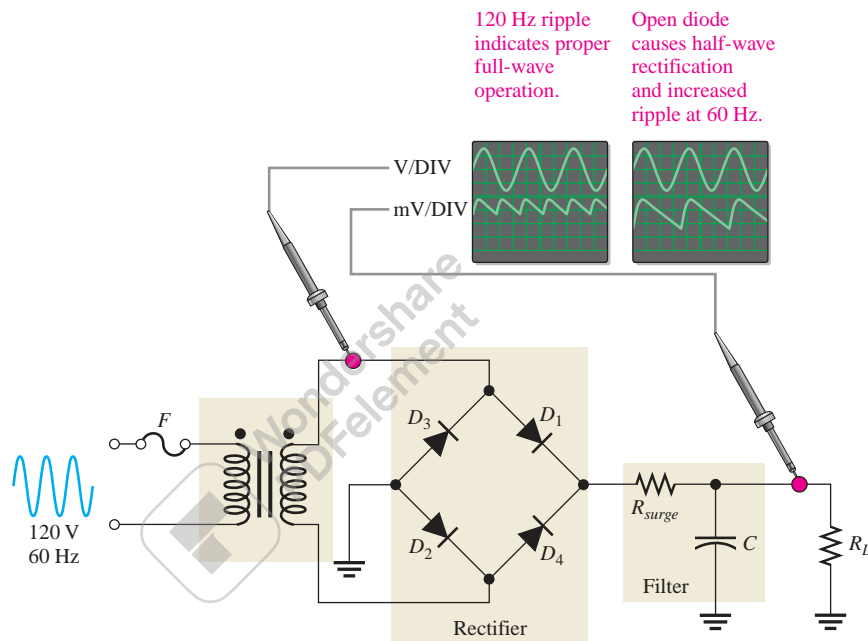 120 Hz ripple
indicates proper
full-wave
operation.
Open diode
causes half-wave
rectification
and increased
ripple at 60 Hz.
V/DIV
mV/DIV
Wondershare
PDFelement
F
D3
D1
120 V
60 Hz
D2
D4
Rsurge
C
RL
Filter
Rectifier